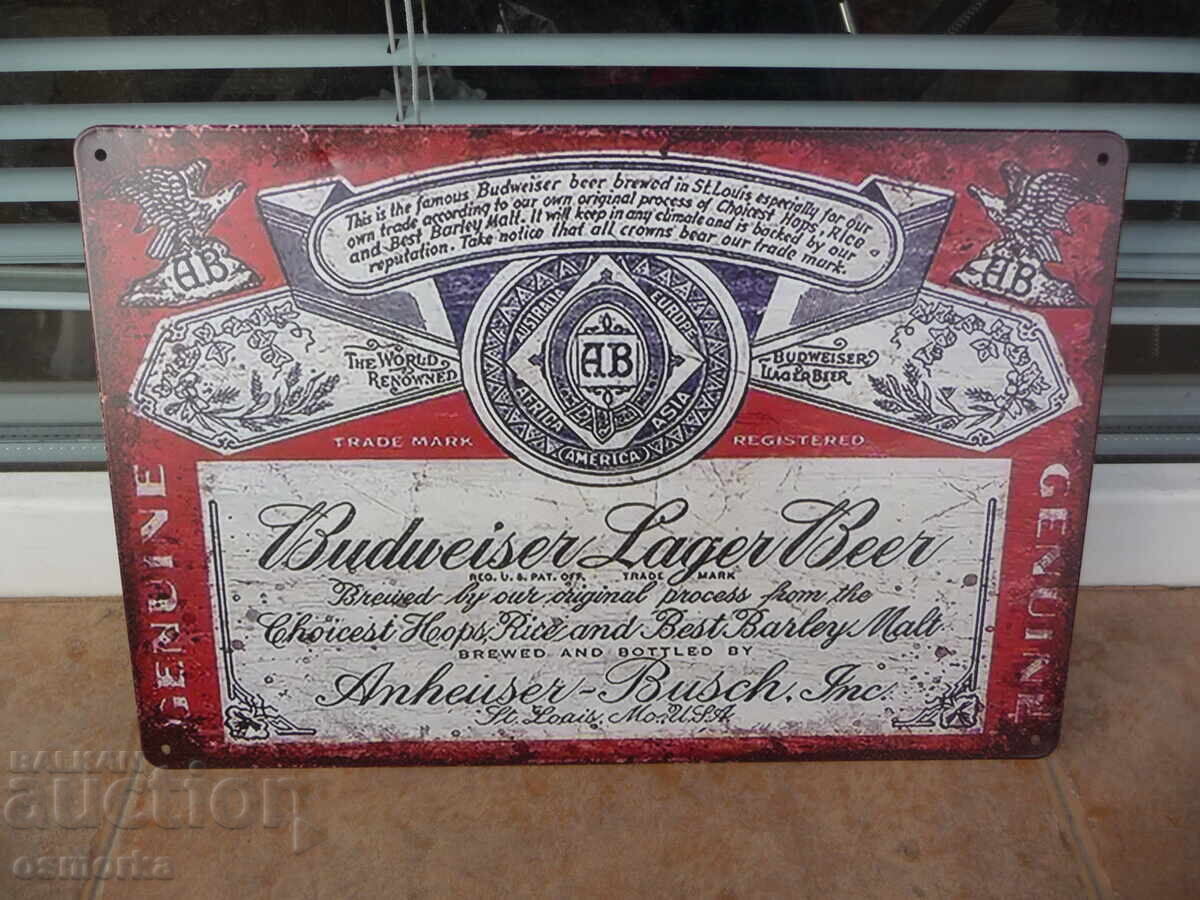 This is the famous Budweiser beer brewed in St. Louis especially for our
own trade according to our own original process of Choicest Hops, Rice
and Best Barley Malt. It will keep in any climate and is backed by our
reputation. Take notice that all crowns bear our trade mark.
AB
AB
AUSTRALIA
EUROPE
AB
AFRICA
ASIA
AMERICA
THE WORLD
RENOWNED
BUDWEISER
LAGER BEER
TRADE MARK
REGISTERED
GENUINE
GENUINE
Budweiser Lager Beer
REG. U. S. PAT. OFF. TRADE MARK
Brewed by our original process from the
Choicest Hops, Rice and Best Barley Malt
BREWED AND BOTTLED BY
Anheuser-Busch, Inc.
St. Louis, Mo. U.S.A.
BALKAN
auction
osmorka